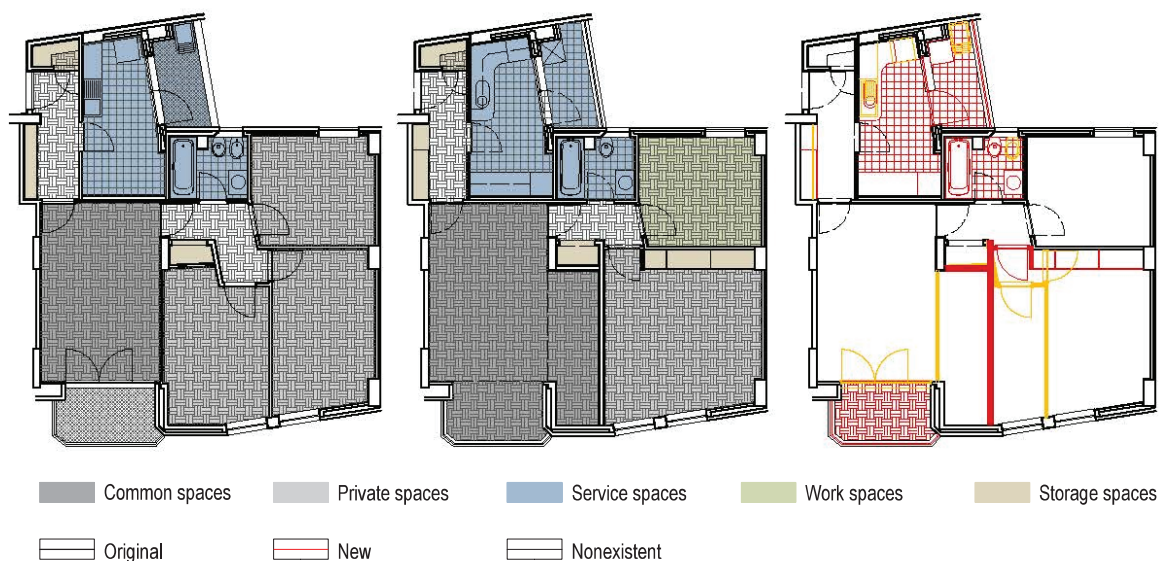 Common spaces Private spaces Service spaces Work spaces Storage spaces
Original New Nonexistent